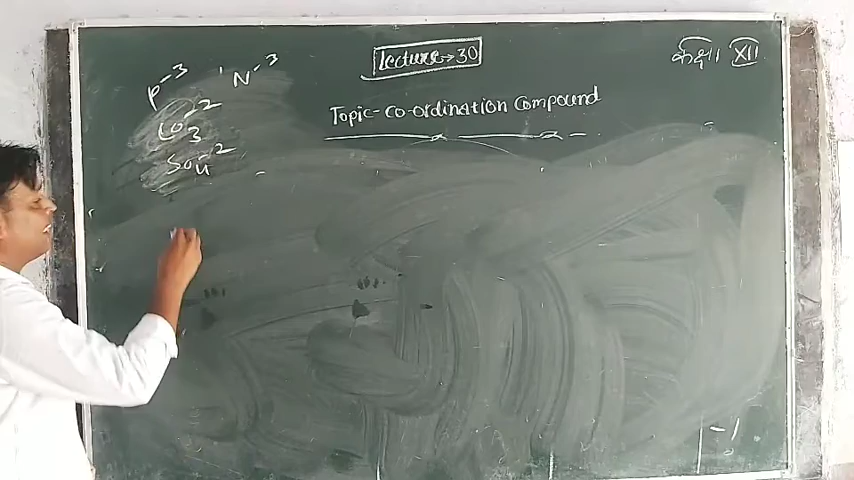 Lecture → 30
कक्षा XII
P-3 'N-3
Topic-Co-ordination Compound
Co3-2
So4-2